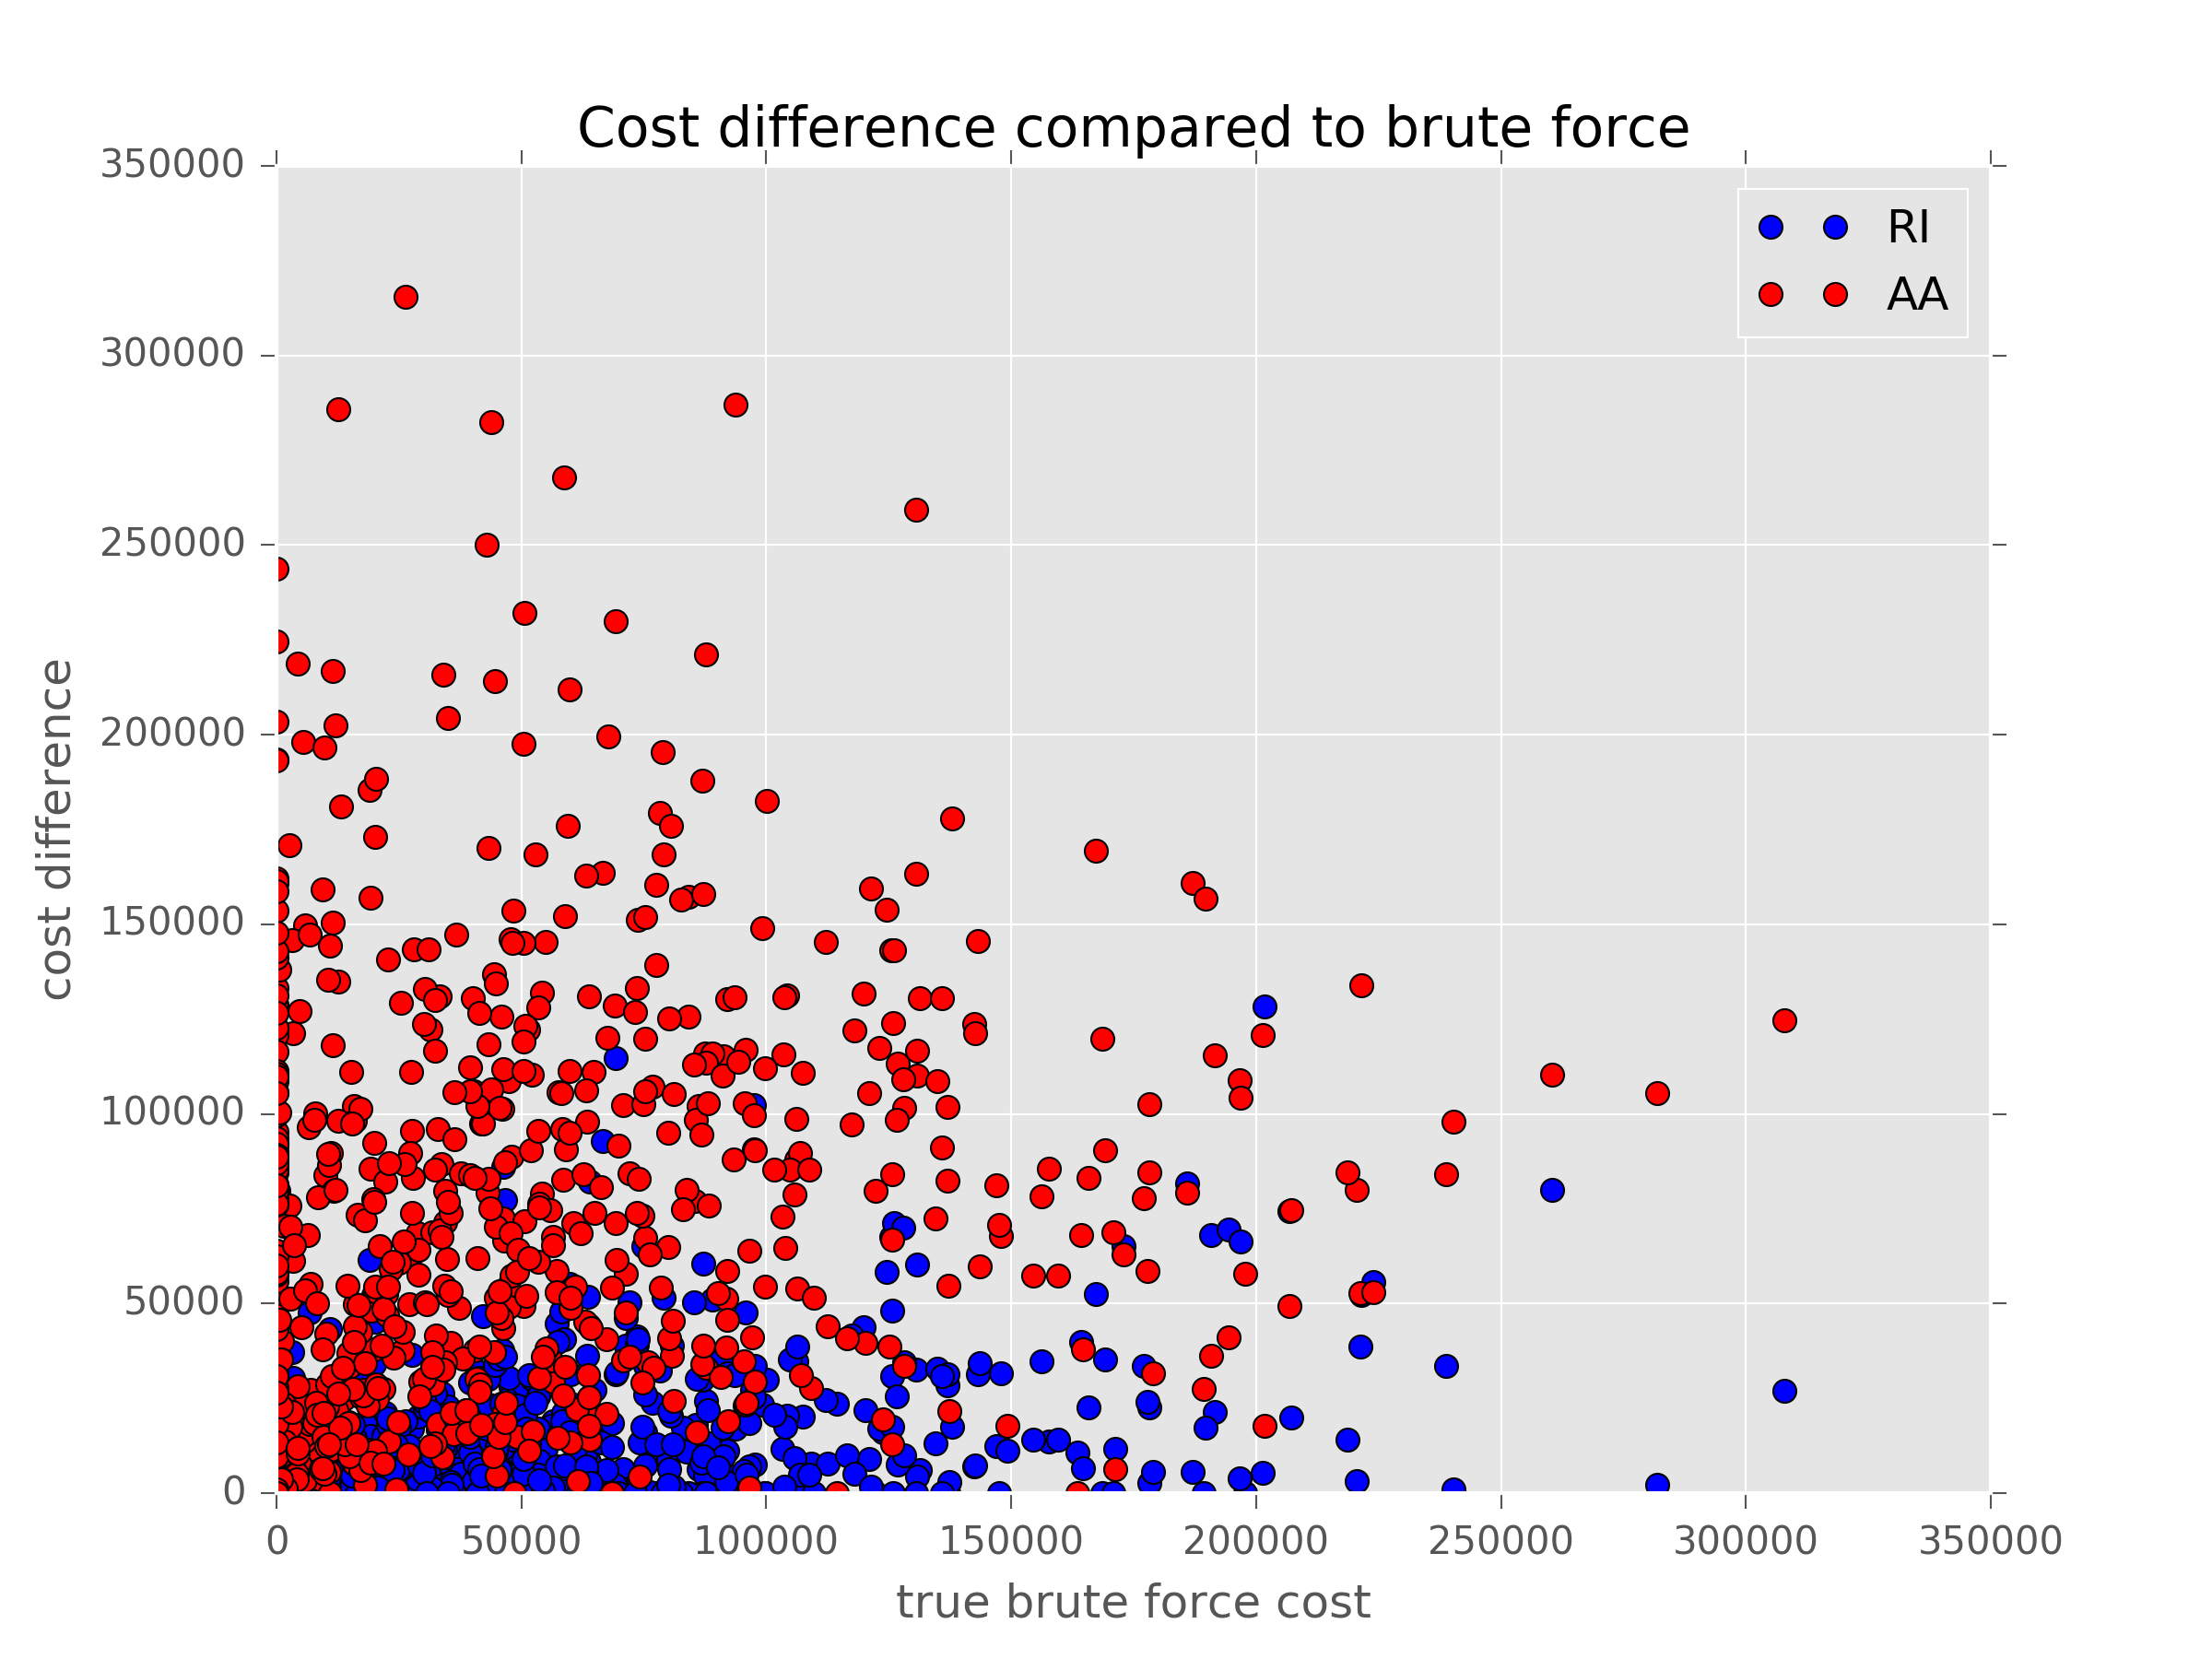 Cost difference compared to brute force
350000
300000
250000
200000
150000
100000
50000
0
cost difference
RI
AA
0 50000 100000 150000 200000 250000 300000 350000
true brute force cost